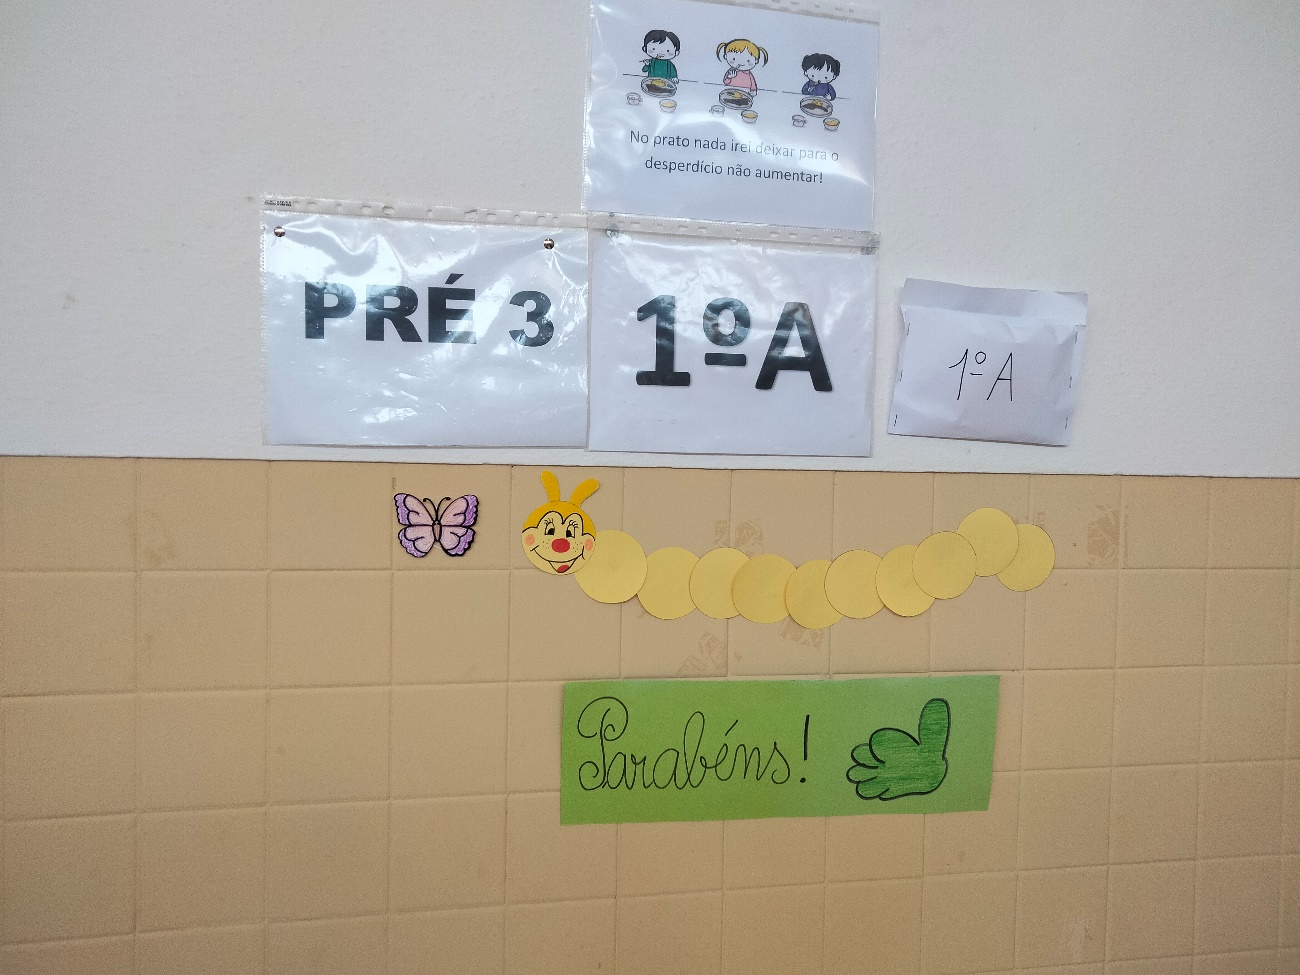 No prato nada irei deixar para o
desperdício não aumentar!
PRÉ 3
1ºA
1ºA
Parabéns!